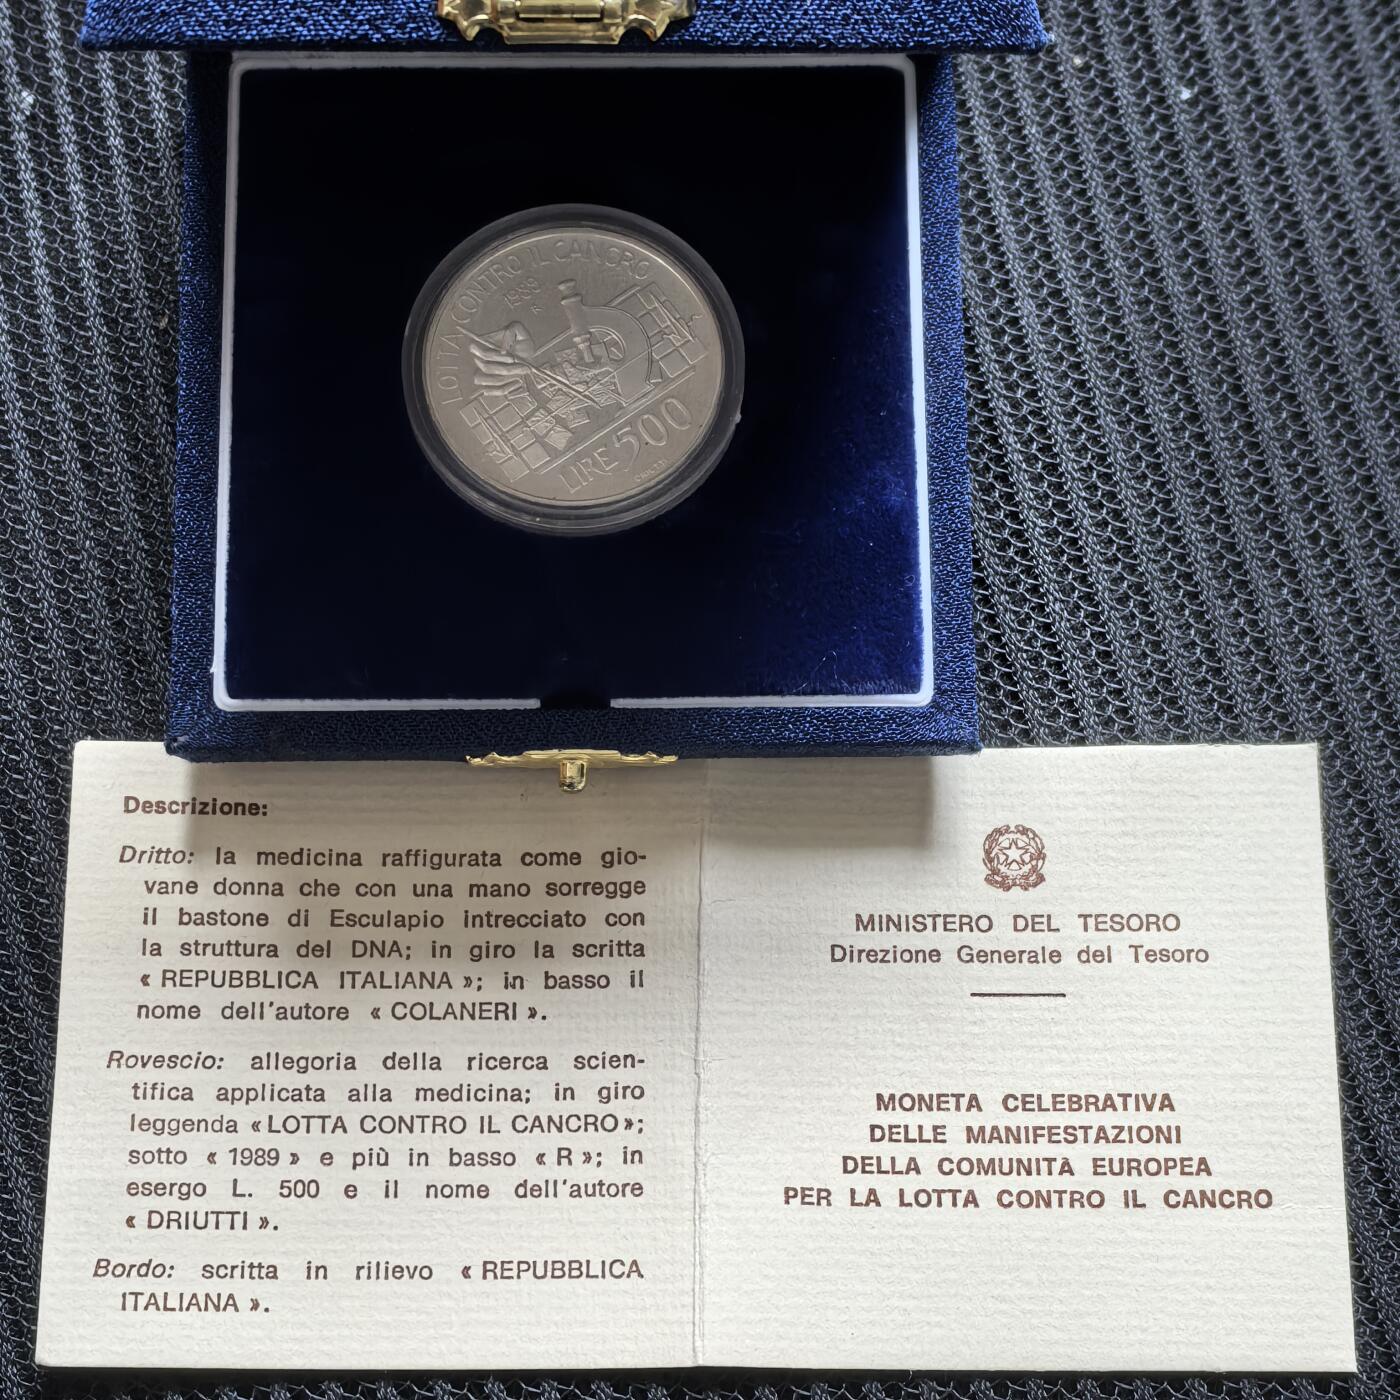 LOTTA CONTRO IL CANCRO
1989
R
LIRE 500
Descrizione:
Dritto: la medicina raffigurata come gio-
vane donna che con una mano sorregge
il bastone di Esculapio intrecciato con
la struttura del DNA; in giro la scritta
« REPUBBLICA ITALIANA »; in basso il
nome dell'autore « COLANERI ».
Rovescio: allegoria della ricerca scien-
tifica applicata alla medicina; in giro
leggenda «LOTTA CONTRO IL CANCRO»;
sotto « 1989 » e più in basso « R »; in
esergo L. 500 e il nome dell'autore
« DRIUTTI ».
Bordo: scritta in rilievo « REPUBBLICA
ITALIANA ».
MINISTERO DEL TESORO
Direzione Generale del Tesoro
MONETA CELEBRATIVA
DELLE MANIFESTAZIONI
DELLA COMUNITÀ EUROPEA
PER LA LOTTA CONTRO IL CANCRO